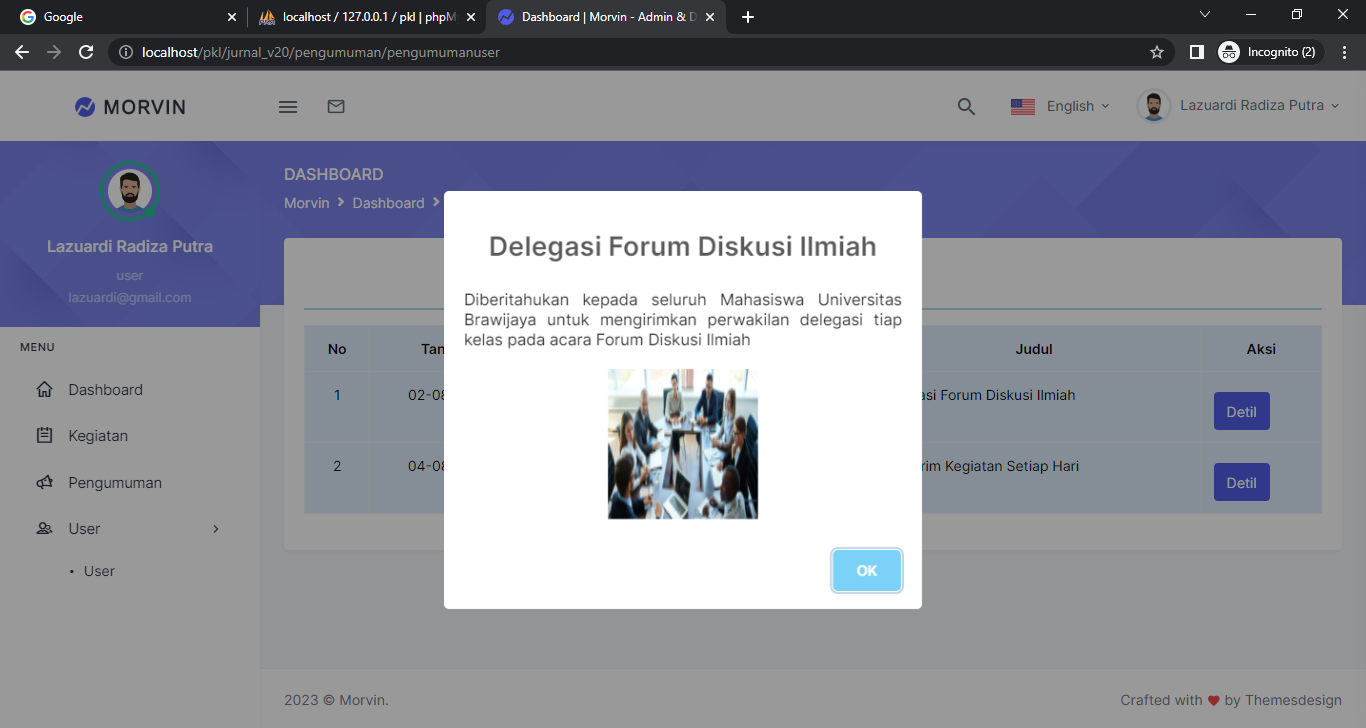 Google
localhost / 127.0.0.1 / pkl | phpM
Dashboard | Morvin - Admin & D
localhost/pkl/jurnal_v20/pengumuman/pengumumanuser
Incognito (2)
MORVIN
English
Lazuardi Radiza Putra
Lazuardi Radiza Putra
user
lazuardi@gmail.com
MENU
Dashboard
Kegiatan
Pengumuman
User
User
DASHBOARD
Morvin Dashboard
Delegasi Forum Diskusi Ilmiah
Diberitahukan kepada seluruh Mahasiswa Universitas
Brawijaya untuk mengirimkan perwakilan delegasi tiap
kelas pada acara Forum Diskusi Ilmiah
OK
No Tan Judul Aksi
1 02-08 asi Forum Diskusi Ilmiah Detil
2 04-08 rim Kegiatan Setiap Hari Detil
2023 © Morvin.
Crafted with ❤ by Themesdesign